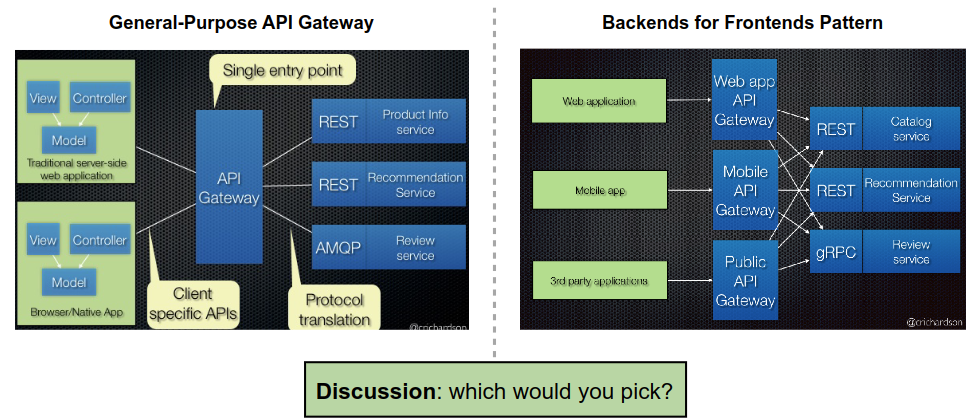 General-Purpose API Gateway
Single entry point
View
Controller
Model
Traditional server-side
web application
View
Controller
Model
Browser/Native App
API
Gateway
REST
Product Info
service
REST
Recommendation
Service
AMQP
Review
service
Client
specific APIs
Protocol
translation
@crichardson
Backends for Frontends Pattern
Web application
Mobile app
3rd party applications
Web app
API
Gateway
Mobile
API
Gateway
Public
API
Gateway
REST
Catalog
service
REST
Recommendation
Service
gRPC
Review
service
@crichardson
Discussion: which would you pick?